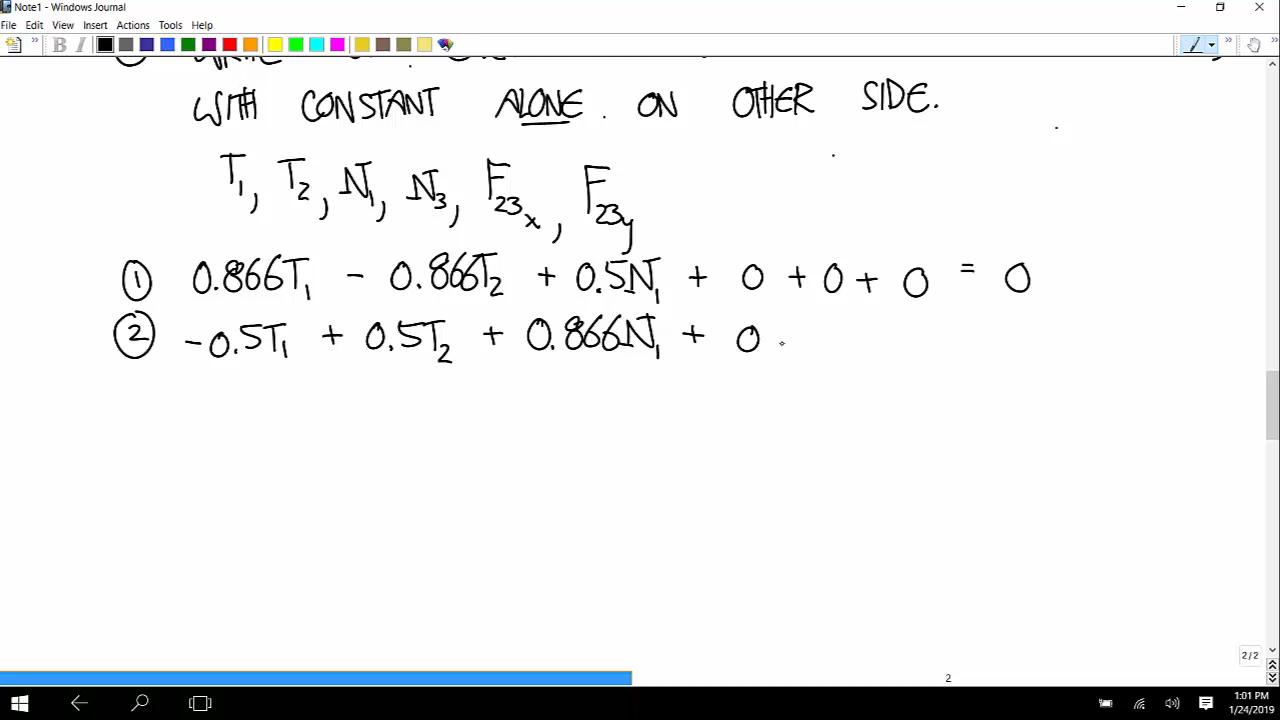 Note1 - Windows Journal
File Edit View Insert Actions Tools Help
B I
WITH CONSTANT ALONE. ON OTHER SIDE.
T₁, T₂, N₁, N₃, F₂₃ₓ, F₂₃y
① 0.866T₁ - 0.866T₂ + 0.5N₁ + 0 + 0 + 0 = 0
② -0.5T₁ + 0.5T₂ + 0.866N₁ + 0
2/2
2
1:01 PM
1/24/2019